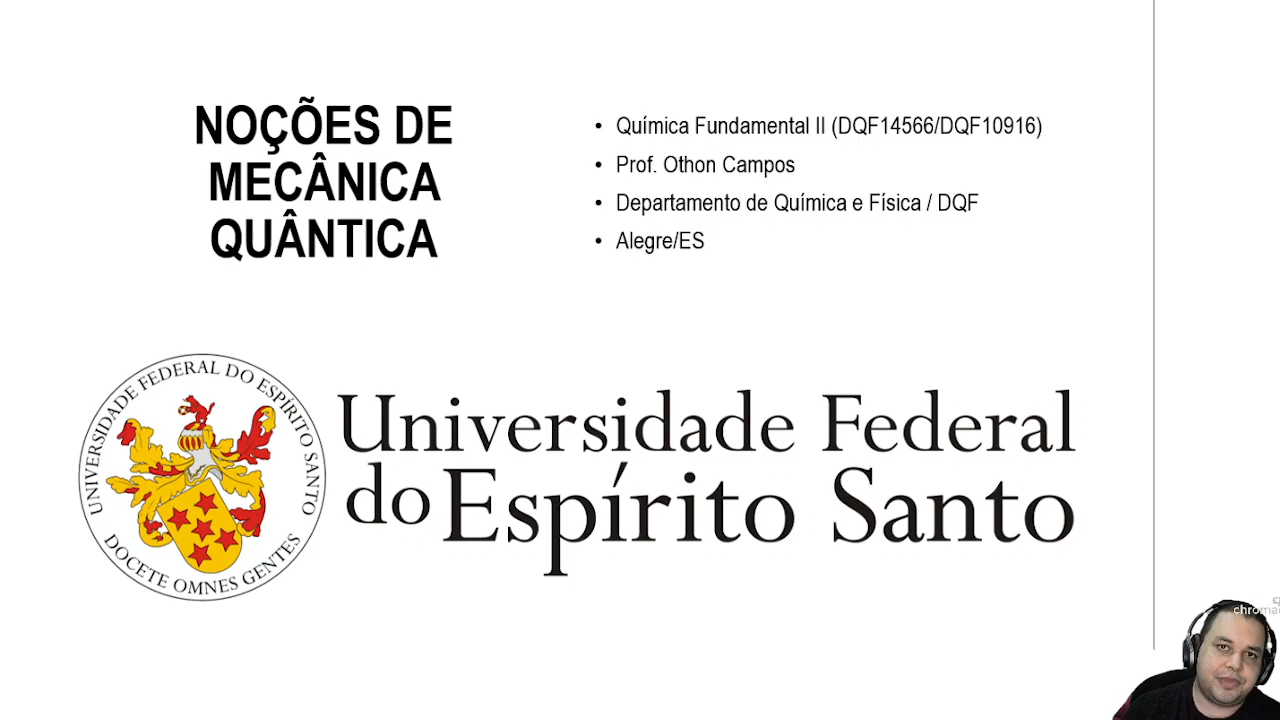 NOÇÕES DE
MECÂNICA
QUÂNTICA
• Química Fundamental II (DQF14566/DQF10916)
• Prof. Othon Campos
• Departamento de Química e Física / DQF
• Alegre/ES
UNIVERSIDADE FEDERAL DO ESPÍRITO SANTO
DOCETE OMNES GENTES
Universidade Federal
do Espírito Santo